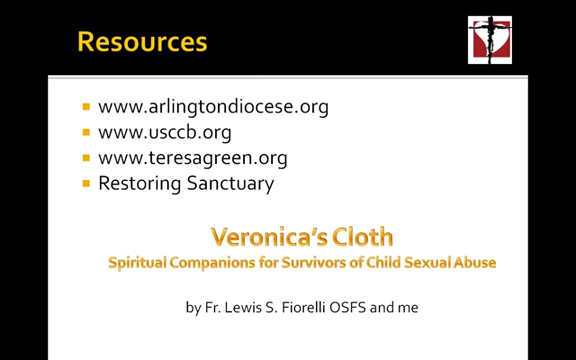 Resources
www.arlingtondiocese.org
www.usccb.org
www.teresagreen.org
Restoring Sanctuary
Veronica's Cloth
Spiritual Companions for Survivors of Child Sexual Abuse
by Fr. Lewis S. Fiorelli OSFS and me